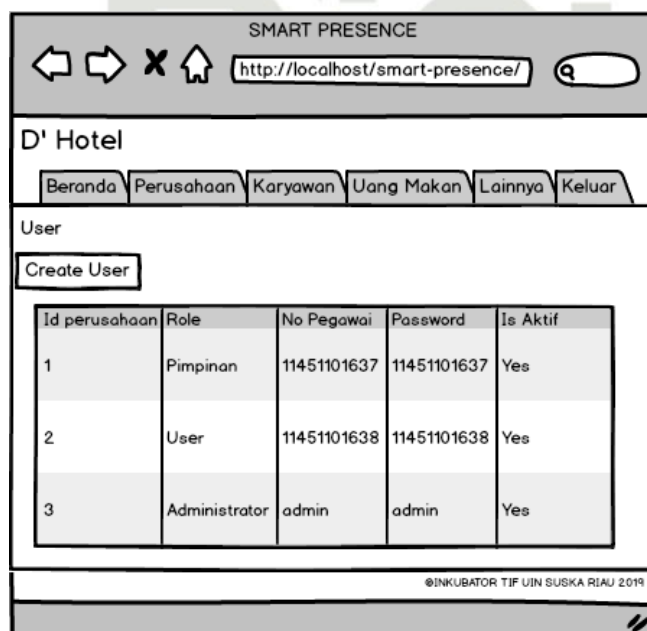 SMART PRESENCE
http://localhost/smart-presence/
D' Hotel
Beranda Perusahaan Karyawan Uang Makan Lainnya Keluar
User
Create User
Id perusahaan Role No Pegawai Password Is Aktif
1 Pimpinan 11451101637 11451101637 Yes
2 User 11451101638 11451101638 Yes
3 Administrator admin admin Yes
©INKUBATOR TIF UIN SUSKA RIAU 2019